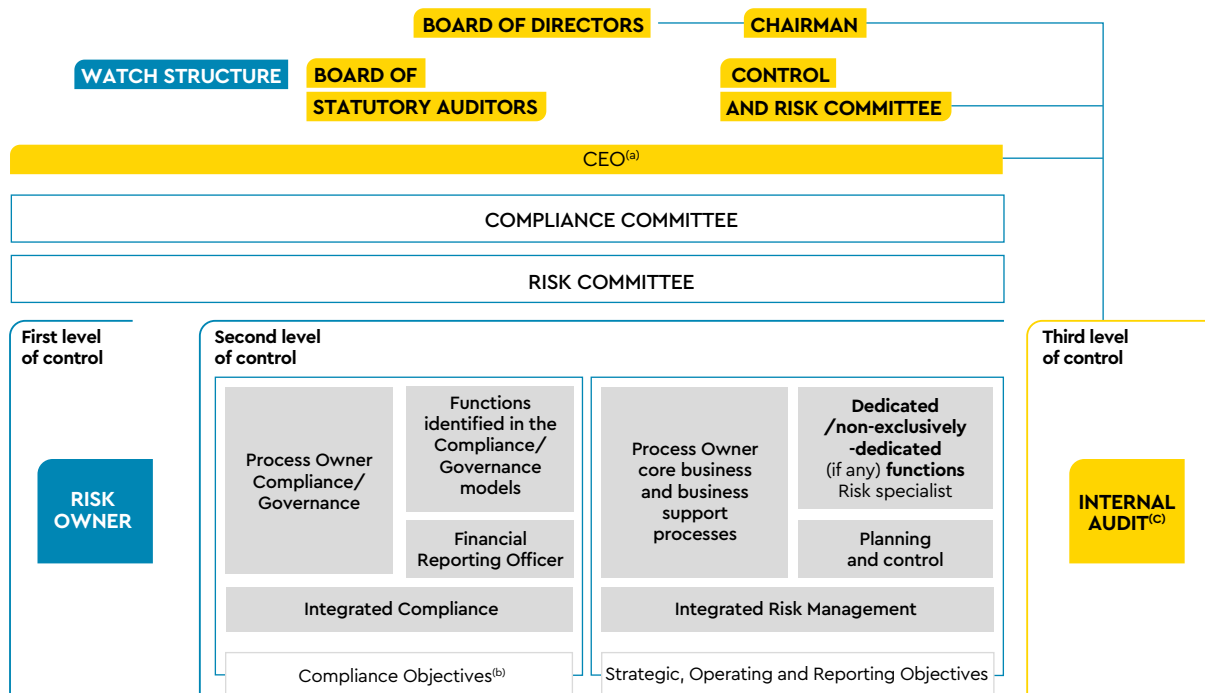 BOARD OF DIRECTORS
CHAIRMAN
WATCH STRUCTURE
BOARD OF
STATUTORY AUDITORS
CONTROL
AND RISK COMMITTEE
CEO(a)
COMPLIANCE COMMITTEE
RISK COMMITTEE
First level
of control
RISK
OWNER
Second level
of control
Process Owner
Compliance/
Governance
Functions
identified in the
Compliance/
Governance
models
Financial
Reporting Officer
Integrated Compliance
Compliance Objectives(b)
Process Owner
core business
and business
support
processes
Dedicated
/non-exclusively
-dedicated
(if any) functions
Risk specialist
Planning
and control
Integrated Risk Management
Strategic, Operating and Reporting Objectives
Third level
of control
INTERNAL
AUDIT(C)